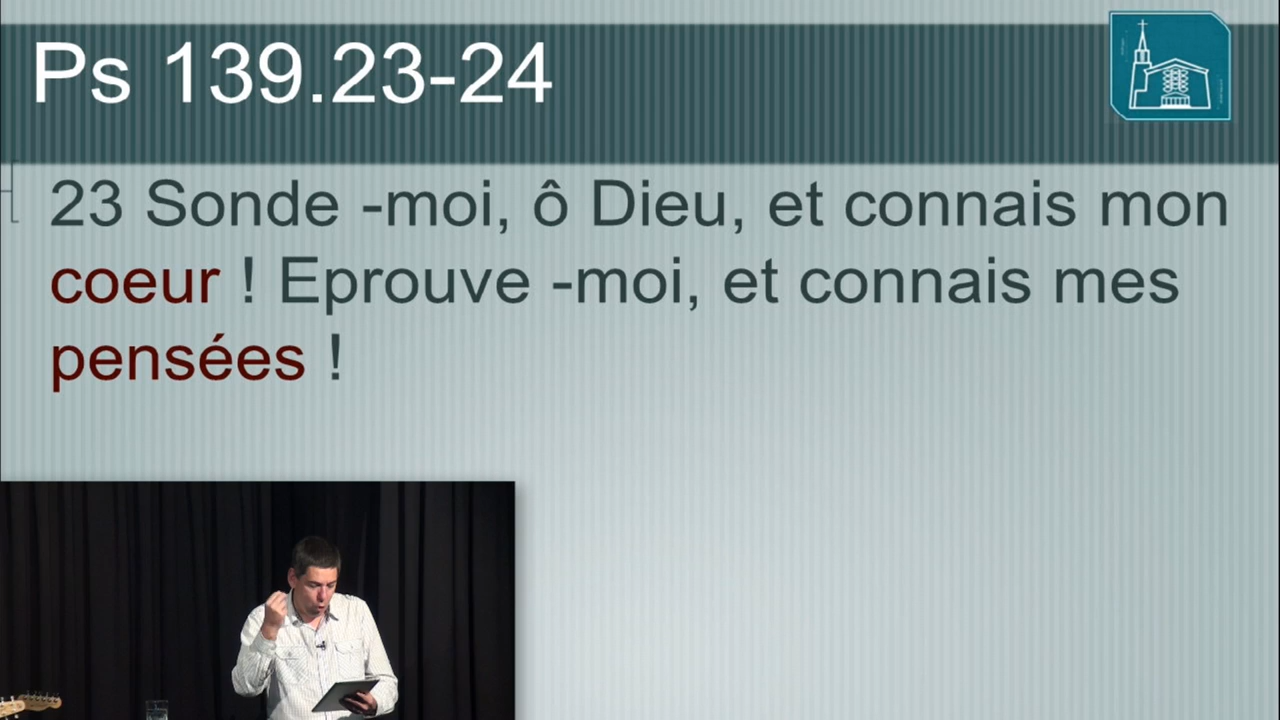 Ps 139.23-24
23 Sonde -moi, ô Dieu, et connais mon
coeur ! Eprouve -moi, et connais mes
pensées !